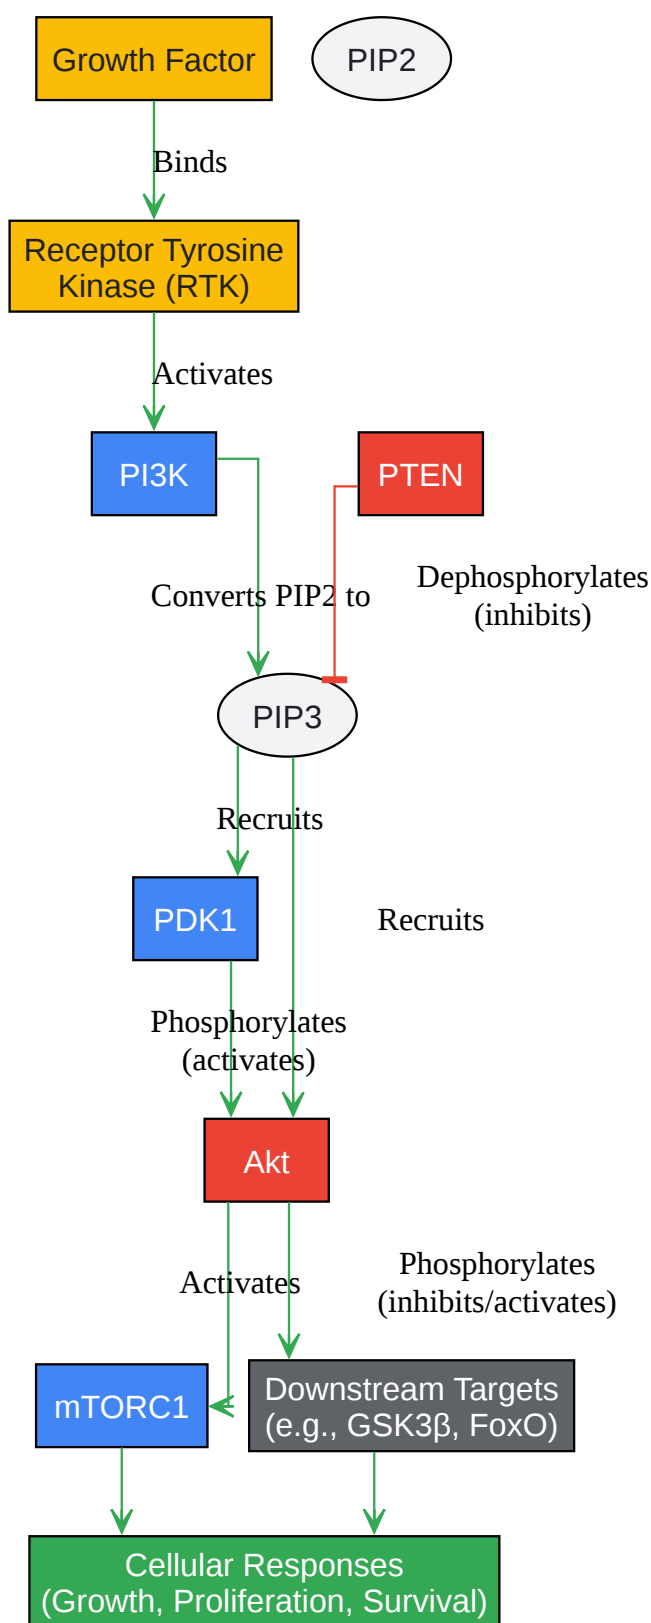 Growth Factor
PIP2
Binds
Receptor Tyrosine
Kinase (RTK)
Activates
PI3K
PTEN
Converts PIP2 to
Dephosphorylates
(inhibits)
PIP3
Recruits
PDK1
Recruits
Phosphorylates
(activates)
Akt
Activates
Phosphorylates
(inhibits/activates)
mTORC1
Downstream Targets
(e.g., GSK3β, FoxO)
Cellular Responses
(Growth, Proliferation, Survival)